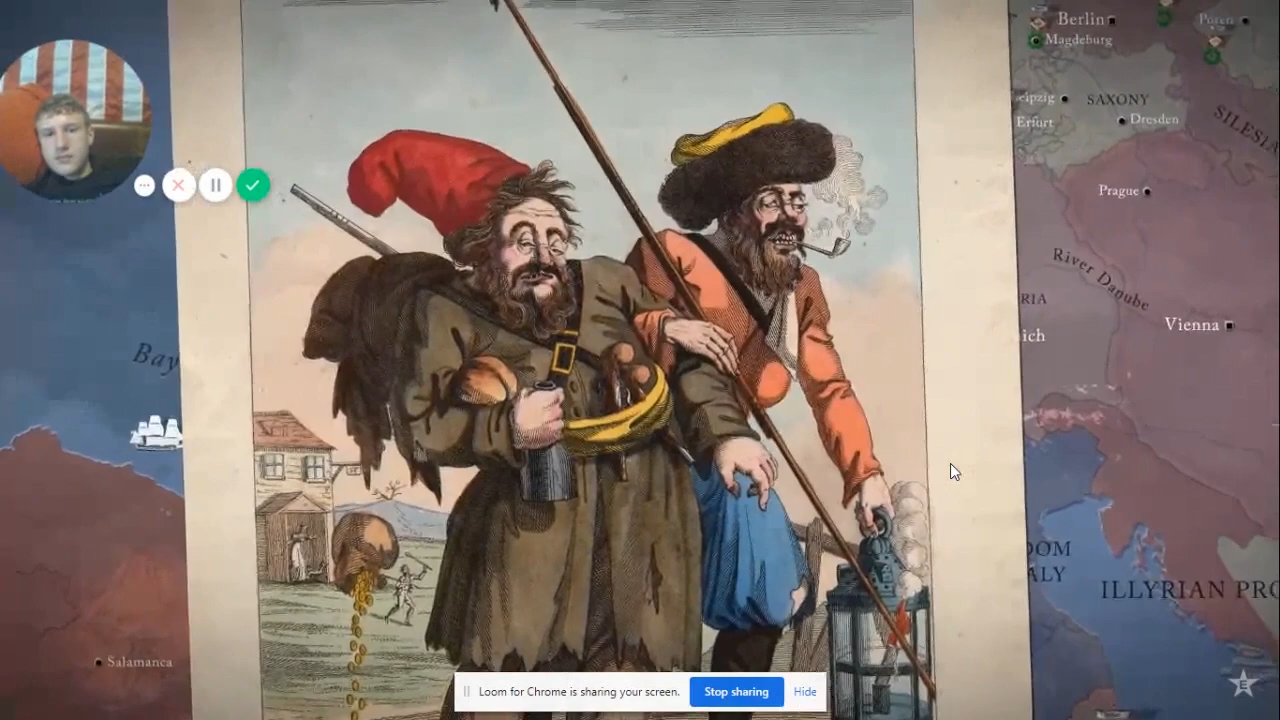 Berlin
Posen
Magdeburg
eipzig
SAXONY
Erfurt
Dresden
SILESIA
Prague
River Danube
RIA
ich
Vienna
Bay
DOM
ALY
ILLYRIAN PRO
Salamanca
E
Loom for Chrome is sharing your screen.
Stop sharing
Hide